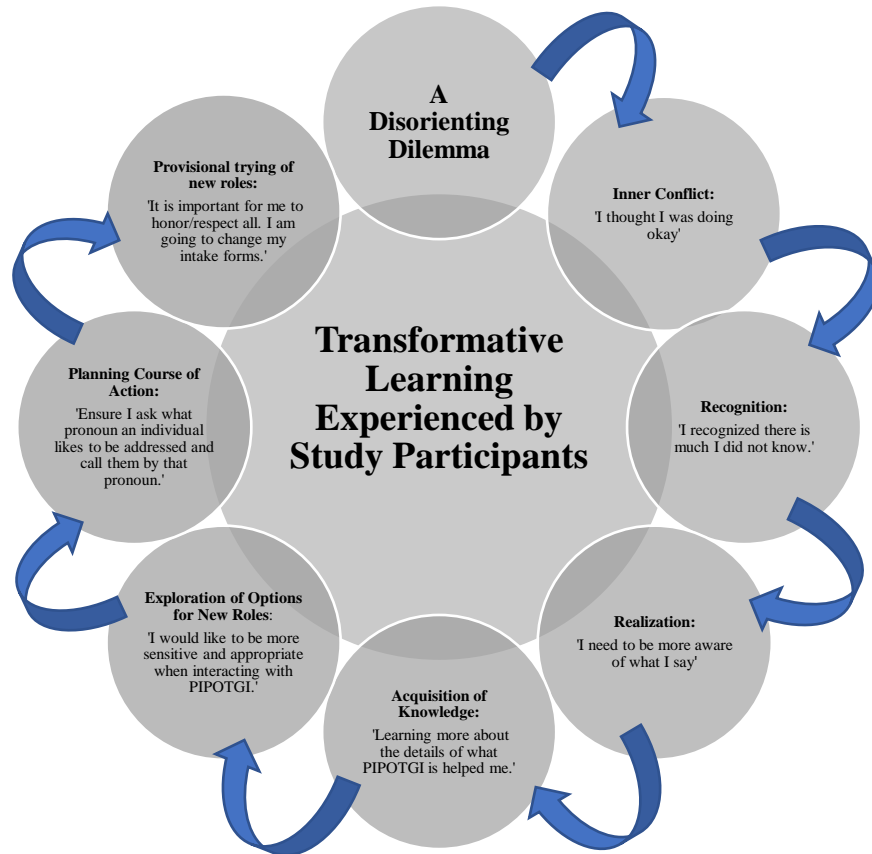 A
Disorienting
Dilemma
Inner Conflict:
'I thought I was doing
okay'
Recognition:
'I recognized there is
much I did not know.'
Realization:
'I need to be more aware
of what I say'
Acquisition of
Knowledge:
'Learning more about
the details of what
PIPOTGI is helped me.'
Exploration of Options
for New Roles:
'I would like to be more
sensitive and appropriate
when interacting with
PIPOTGI.'
Planning Course of
Action:
'Ensure I ask what
pronoun an individual
likes to be addressed and
call them by that
pronoun.'
Provisional trying of
new roles:
'It is important for me to
honor/respect all. I am
going to change my
intake forms.'
Transformative
Learning
Experienced by
Study Participants